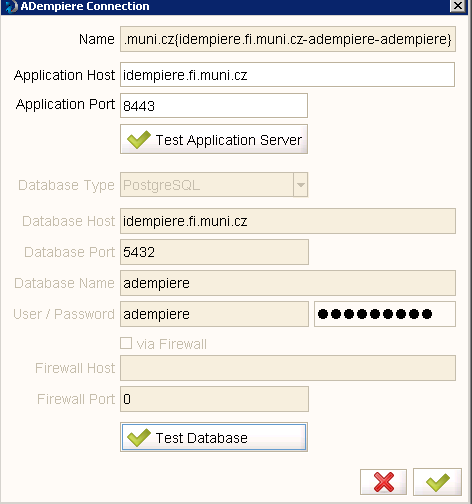 ADempiere Connection
Name .muni.cz{idempiere.fi.muni.cz-adempiere-adempiere}
Application Host idempiere.fi.muni.cz
Application Port 8443
Test Application Server
Database Type PostgreSQL
Database Host idempiere.fi.muni.cz
Database Port 5432
Database Name adempiere
User / Password adempiere ●●●●●●●●●
via Firewall
Firewall Host
Firewall Port 0
Test Database